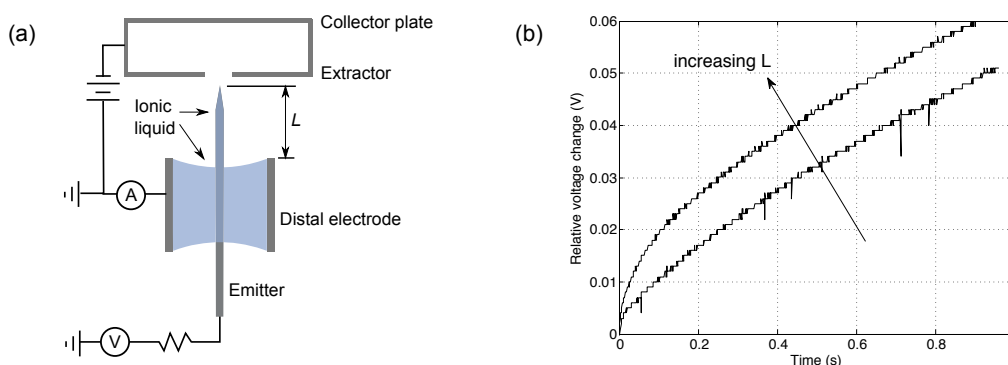 (a)
Collector plate
Extractor
Ionic
liquid
L
A
Distal electrode
Emitter
V
(b)
Relative voltage change (V)
0.06
0.05
0.04
0.03
0.02
0.01
0
increasing L
0
0.2
0.4
0.6
0.8
Time (s)